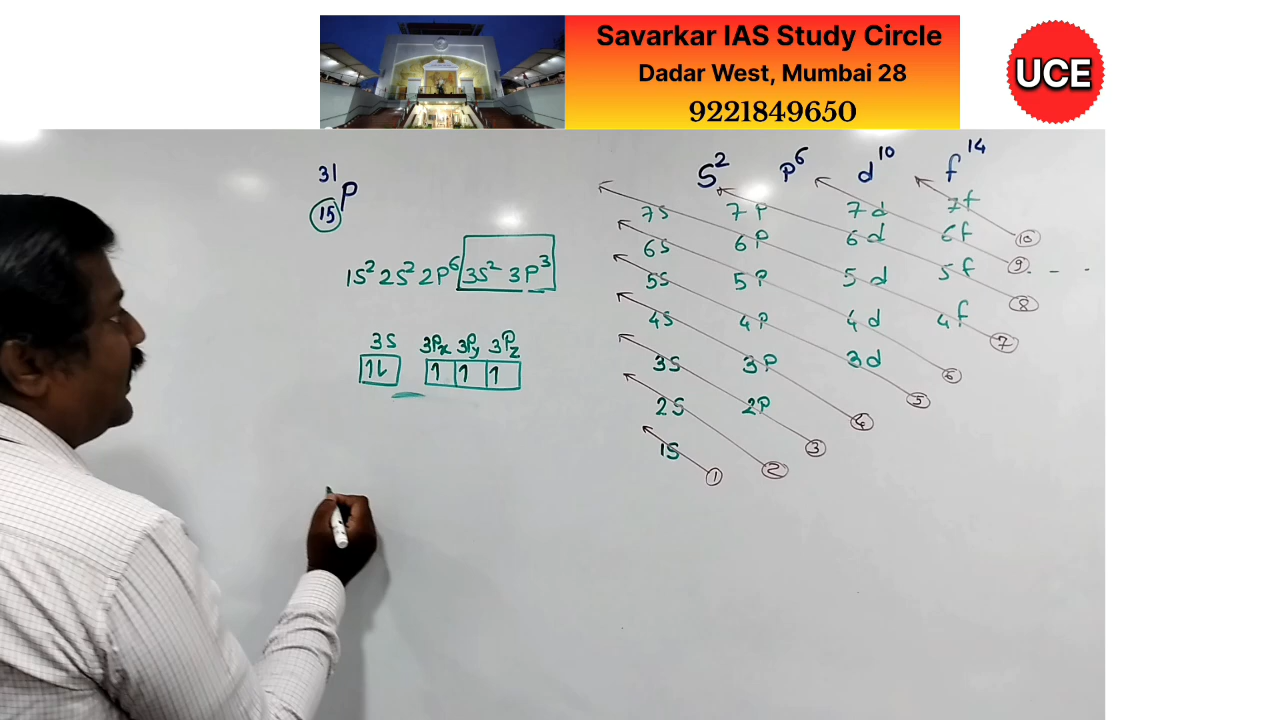 Savarkar IAS Study Circle
Dadar West, Mumbai 28
9221849650
UCE
31
15 P
1S² 2S² 2P⁶ 3S² 3P³
3S 3Px 3Py 3Pz
1l 1 1 1
S² P⁶ d¹⁰ f¹⁴
7S 7P 7d 7f
6S 6P 6d 6f 10
5S 5P 5d 5f 9 . - .
4S 4P 4d 4f 8
3S 3P 3d 7
2S 2P 6
1S 5
4
3
2
1